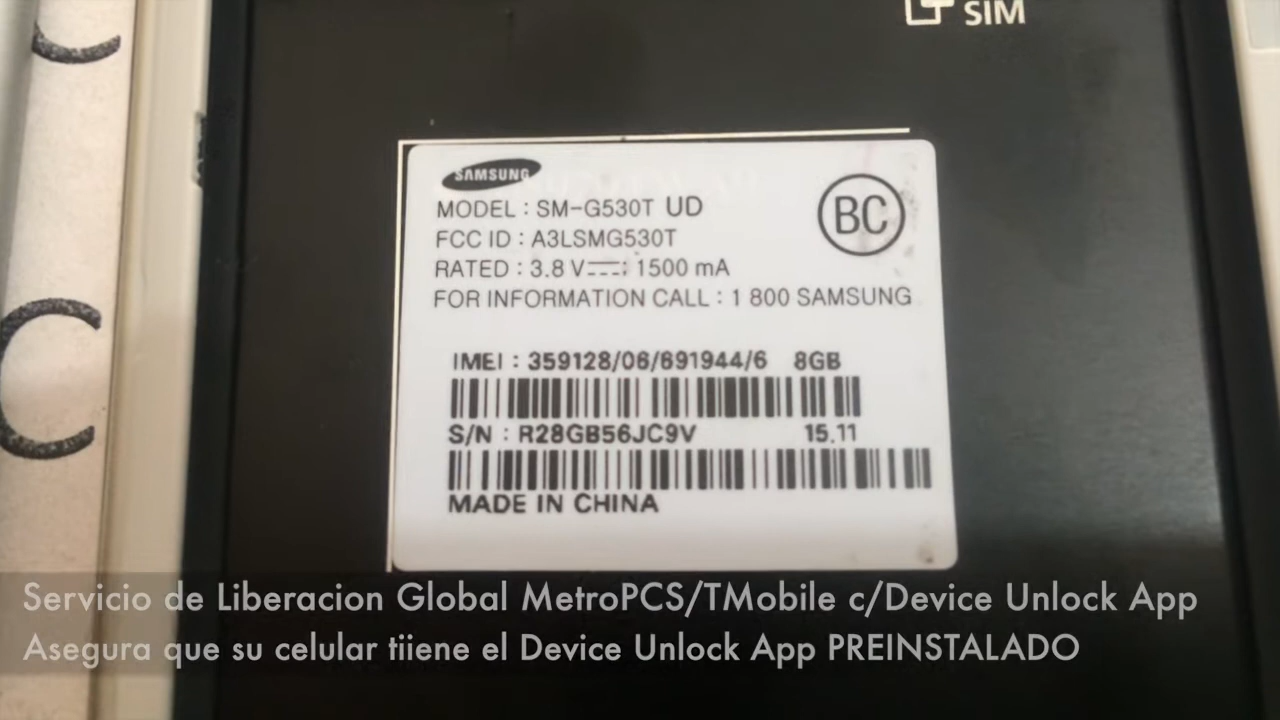 SIM
SAMSUNG
MODEL : SM-G530T UD
BC
FCC ID : A3LSMG530T
RATED : 3.8 V⎓; 1500 mA
FOR INFORMATION CALL : 1 800 SAMSUNG
IMEI : 359128/06/691944/6 8GB
S/N : R28GB56JC9V 15.11
MADE IN CHINA
Servicio de Liberacion Global MetroPCS/TMobile c/Device Unlock App
Asegura que su celular tiiene el Device Unlock App PREINSTALADO